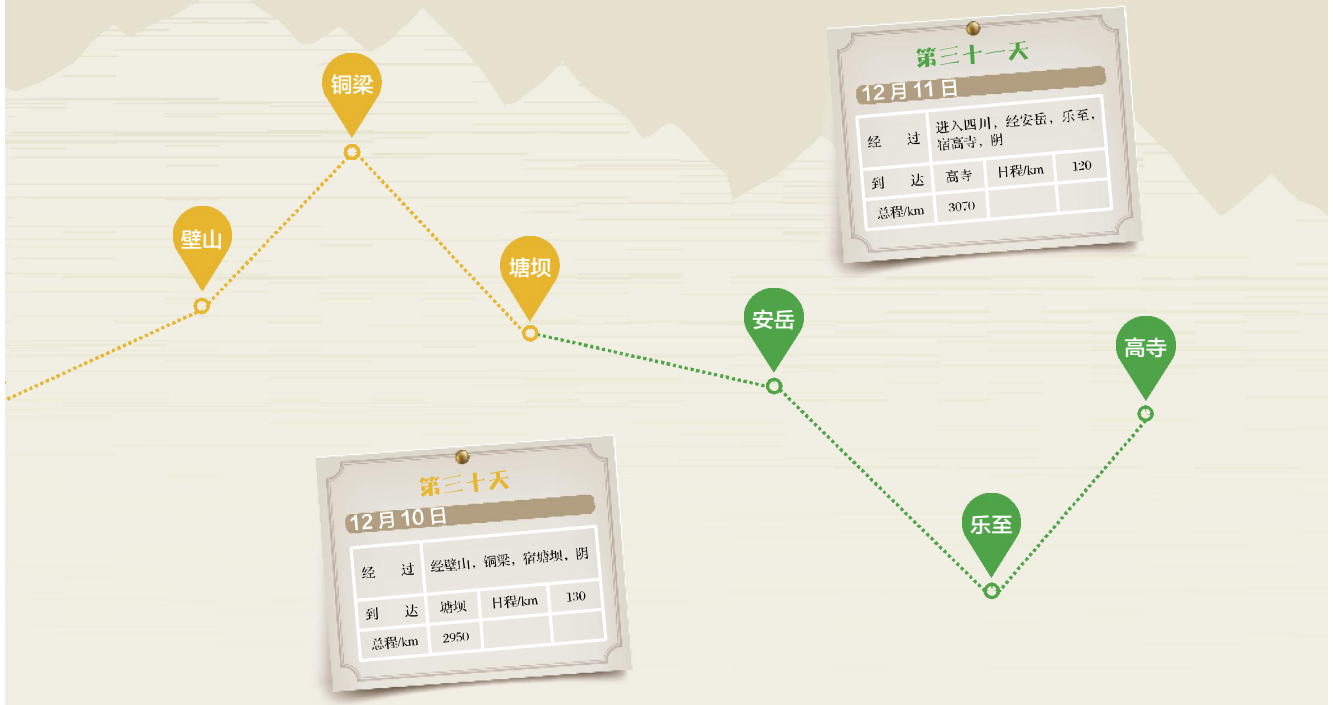 铜梁
壁山
塘坝
安岳
高寺
乐至
第三十一天
12月11日
经 过 进入四川，经安岳，乐至，
宿高寺，阴
到 达 高寺 日程/km 120
总程/km 3070
第三十天
12月10日
经 过 经壁山，铜梁，宿塘坝，阴
到 达 塘坝 日程/km 130
总程/km 2950